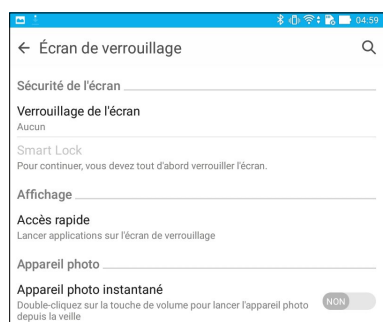 04:59
Écran de verrouillage
Sécurité de l'écran
Verrouillage de l'écran
Aucun
Smart Lock
Pour continuer, vous devez tout d'abord verrouiller l'écran.
Affichage
Accès rapide
Lancer applications sur l'écran de verrouillage
Appareil photo
Appareil photo instantané
Double-cliquez sur la touche de volume pour lancer l'appareil photo
depuis la veille
NON